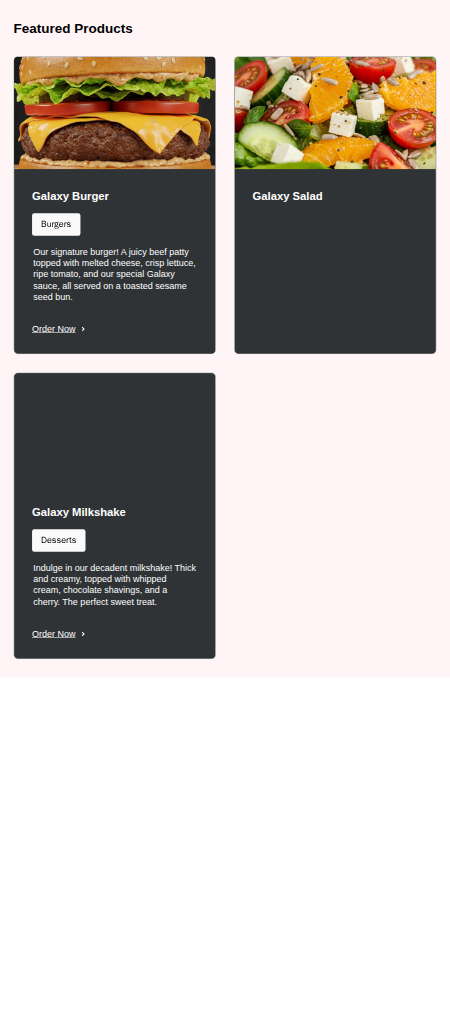 Featured Products
Galaxy Burger
Burgers
Our signature burger! A juicy beef patty
topped with melted cheese, crisp lettuce,
ripe tomato, and our special Galaxy
sauce, all served on a toasted sesame
seed bun.
Order Now ›
Galaxy Salad
Galaxy Milkshake
Desserts
Indulge in our decadent milkshake! Thick
and creamy, topped with whipped
cream, chocolate shavings, and a
cherry. The perfect sweet treat.
Order Now ›